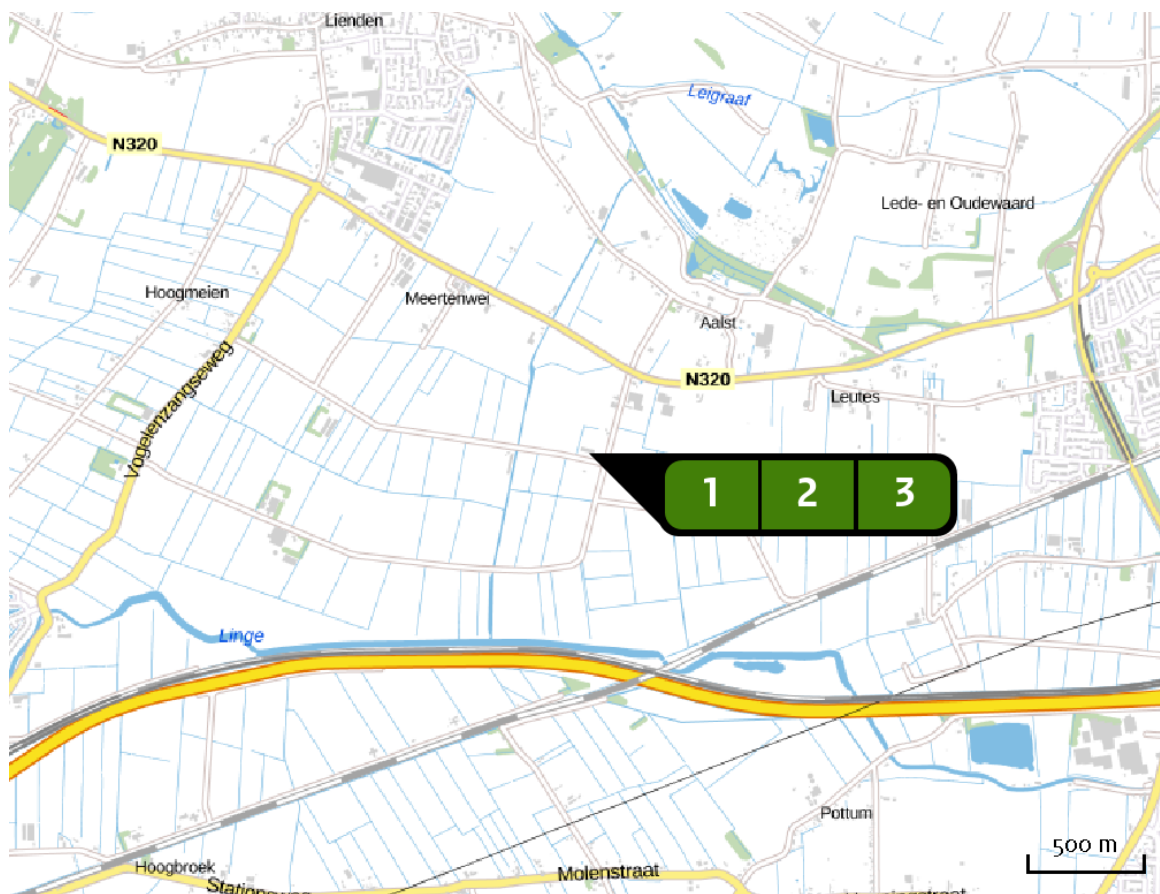 Lienden
Leigraaf
N320
Lede- en Oudewaard
Hoogmeien
Meertenwei
Aalst
Vogelenzangseweg
N320
Leutes
1 2 3
Linge
Pottum
500 m
Hoogbroek
Molenstraat